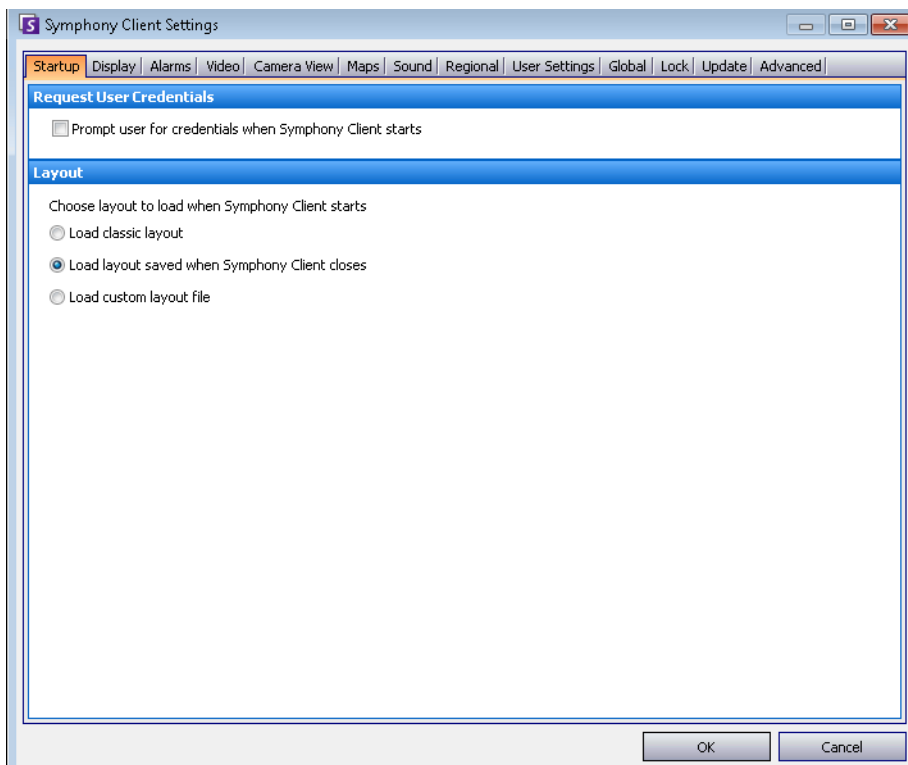 Symphony Client Settings
Startup Display Alarms Video Camera View Maps Sound Regional User Settings Global Lock Update Advanced
Request User Credentials
Prompt user for credentials when Symphony Client starts
Layout
Choose layout to load when Symphony Client starts
Load classic layout
Load layout saved when Symphony Client closes
Load custom layout file
OK Cancel